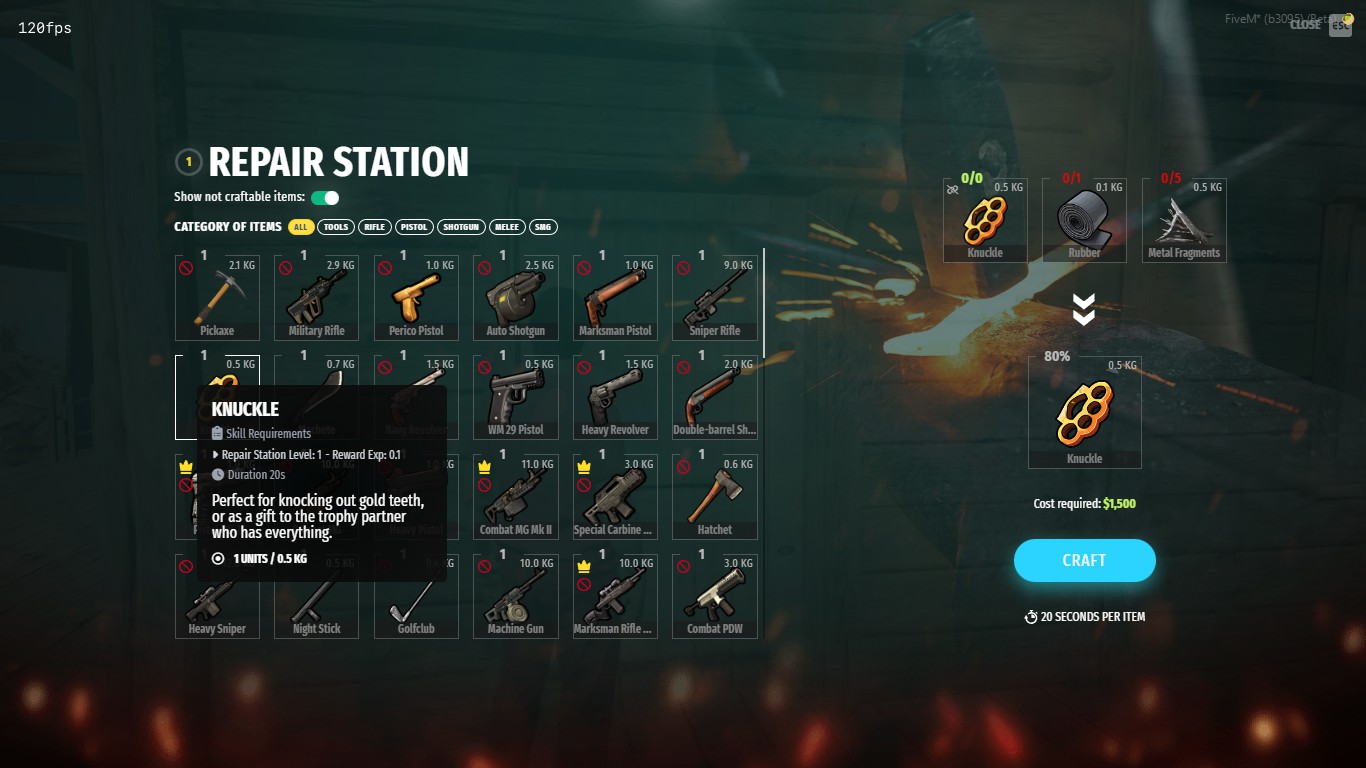 120fps
FiveM* (b3095) /Beta
CLOSE ESC
1 REPAIR STATION
Show not craftable items:
CATEGORY OF ITEMS ALL TOOLS RIFLE PISTOL SHOTGUN MELEE SMG
0/0 0/1 0/5
0.5 KG 0.1 KG 0.5 KG
Knuckle Rubber Metal Fragments
1 1 1 1 1 1
2.1 KG 2.9 KG 1.0 KG 2.5 KG 1.0 KG 9.0 KG
Pickaxe Military Rifle Perico Pistol Auto Shotgun Marksman Pistol Sniper Rifle
1 1 1 1 1 1
0.5 KG 0.7 KG 1.5 KG 0.5 KG 1.5 KG 2.0 KG
WM 29 Pistol Heavy Revolver Double-barrel Sh...
KNUCKLE
Skill Requirements
Repair Station Level: 1 - Reward Exp: 0.1
Duration 20s
Perfect for knocking out gold teeth,
or as a gift to the trophy partner
who has everything.
1 UNITS / 0.5 KG
1 1 1
11.0 KG 3.0 KG 0.6 KG
Combat MG Mk II Special Carbine ... Hatchet
1 1 1
10.0 KG 10.0 KG 3.0 KG
Heavy Sniper Night Stick Golfclub Machine Gun Marksman Rifle ... Combat PDW
80%
0.5 KG
Knuckle
Cost required: $1,500
CRAFT
20 SECONDS PER ITEM